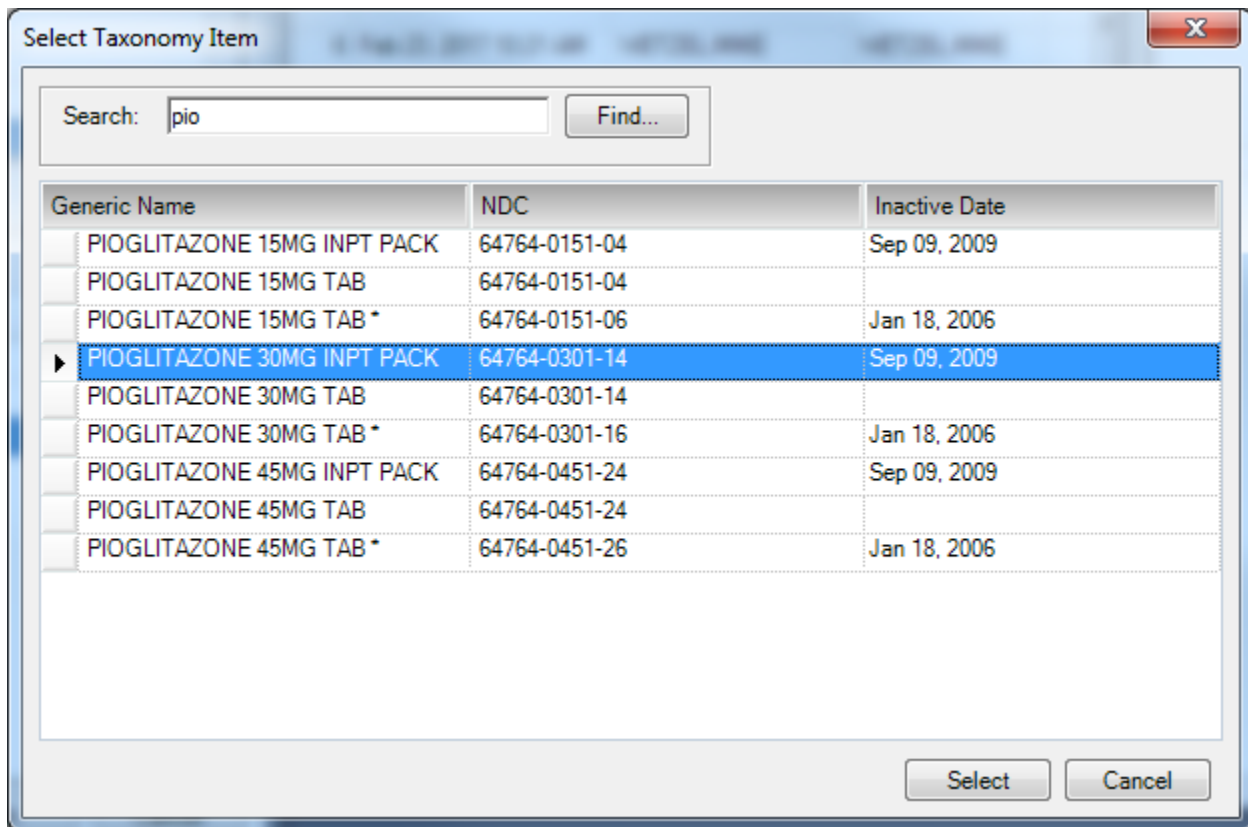 Select Taxonomy Item
Search: pio Find...
Generic Name NDC Inactive Date
PIOGLITAZONE 15MG INPT PACK 64764-0151-04 Sep 09, 2009
PIOGLITAZONE 15MG TAB 64764-0151-04
PIOGLITAZONE 15MG TAB * 64764-0151-06 Jan 18, 2006
PIOGLITAZONE 30MG INPT PACK 64764-0301-14 Sep 09, 2009
PIOGLITAZONE 30MG TAB 64764-0301-14
PIOGLITAZONE 30MG TAB * 64764-0301-16 Jan 18, 2006
PIOGLITAZONE 45MG INPT PACK 64764-0451-24 Sep 09, 2009
PIOGLITAZONE 45MG TAB 64764-0451-24
PIOGLITAZONE 45MG TAB * 64764-0451-26 Jan 18, 2006
Select Cancel